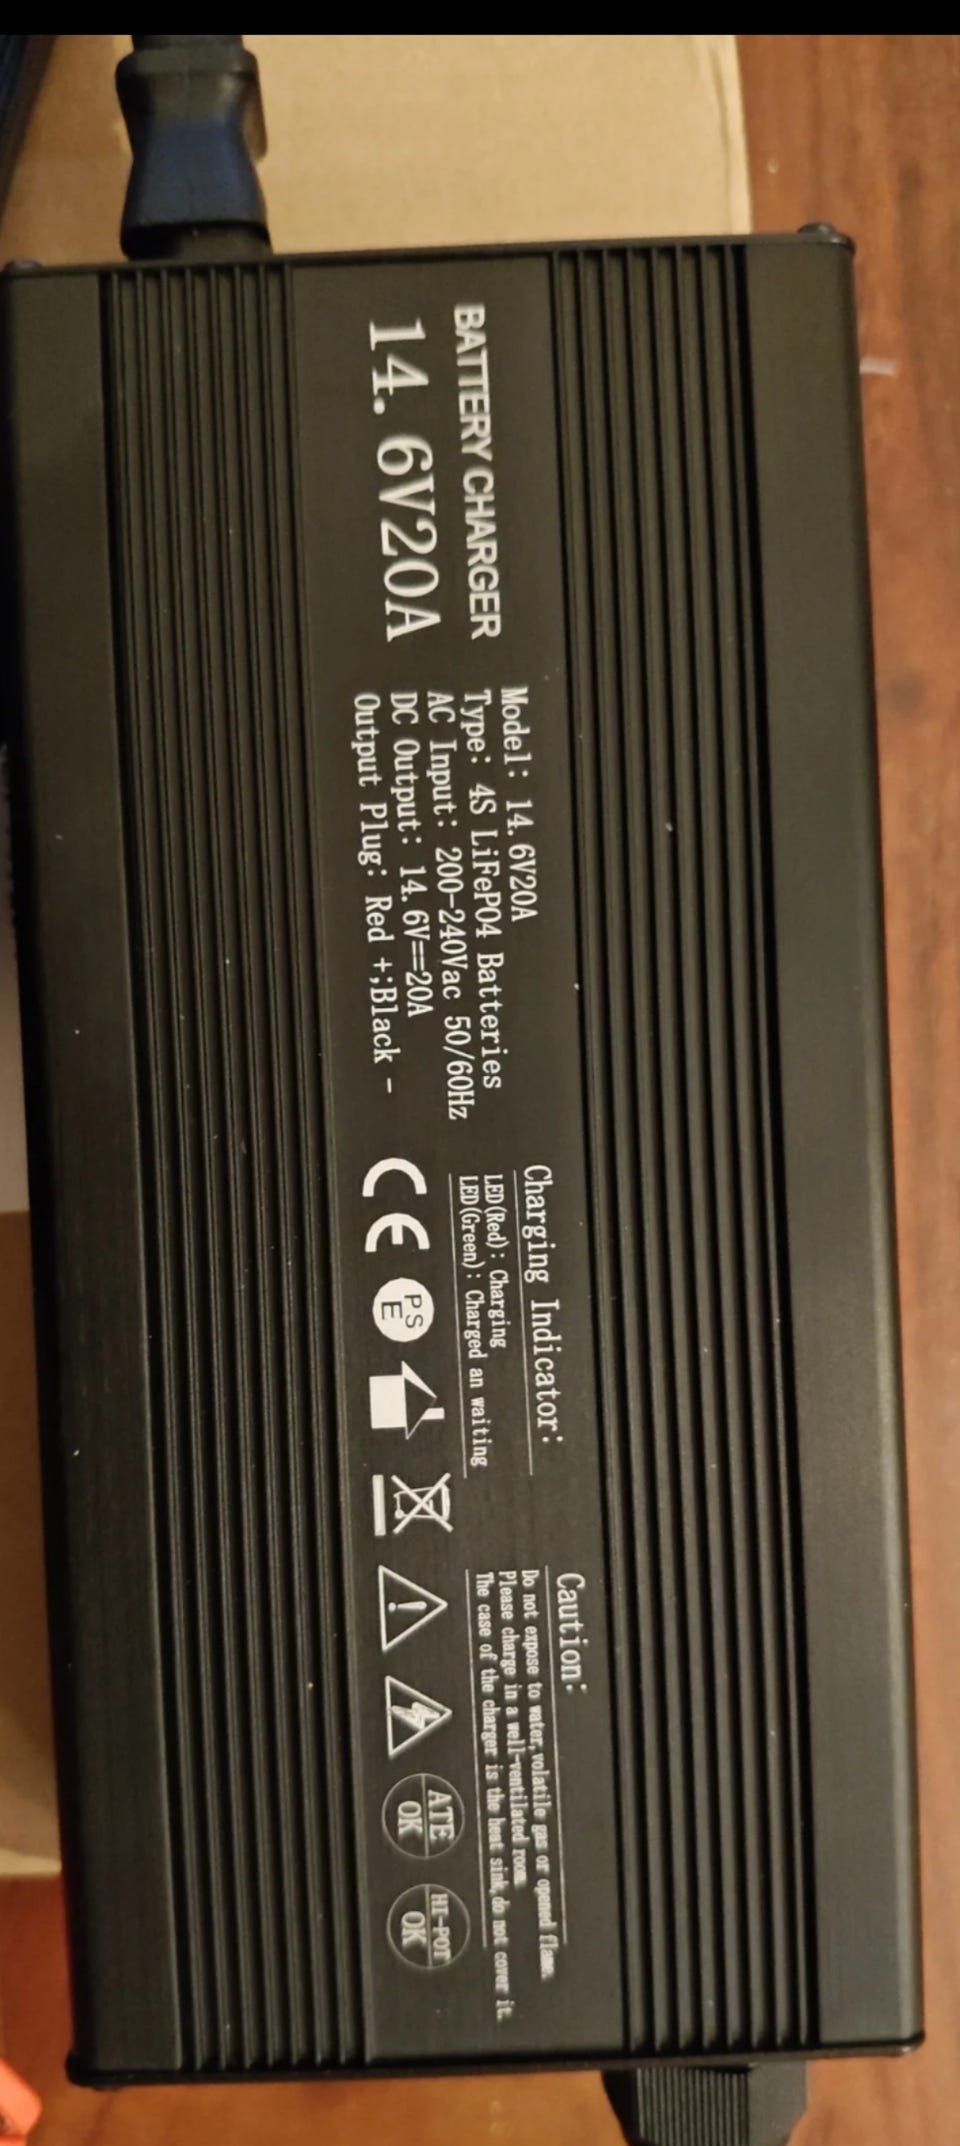 BATTERY CHARGER
14.6V20A
Model: 14.6V20A
Type: 4S LiFePO4 Batteries
AC Input: 200-240Vac 50/60Hz
DC Output: 14.6V==20A
Output Plug: Red +;Black -
Charging Indicator:
LED(Red): Charging
LED(Green): Charged an waiting
CE
PS
E
Caution:
Do not expose to water,volatile gas or opened flame.
Please charge in a well-ventilated room.
The case of the charger is the heat sink,do not cover it.
ATE
OK
HI-POT
OK